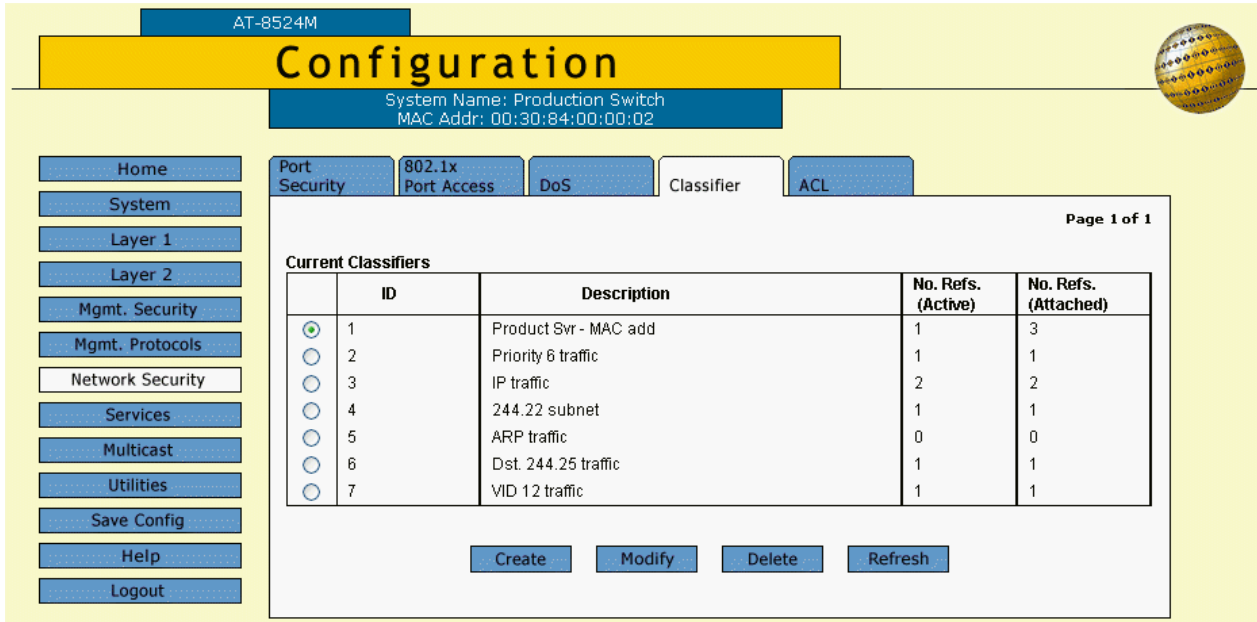 AT-8524M
Configuration
System Name: Production Switch
MAC Addr: 00:30:84:00:00:02
Home
System
Layer 1
Layer 2
Mgmt. Security
Mgmt. Protocols
Network Security
Services
Multicast
Utilities
Save Config
Help
Logout
Port
Security
802.1x
Port Access
DoS
Classifier
ACL
Page 1 of 1
Current Classifiers
ID Description No. Refs. (Active) No. Refs. (Attached)
1 Product Svr - MAC add 1 3
2 Priority 6 traffic 1 1
3 IP traffic 2 2
4 244.22 subnet 1 1
5 ARP traffic 0 0
6 Dst. 244.25 traffic 1 1
7 VID 12 traffic 1 1
Create Modify Delete Refresh